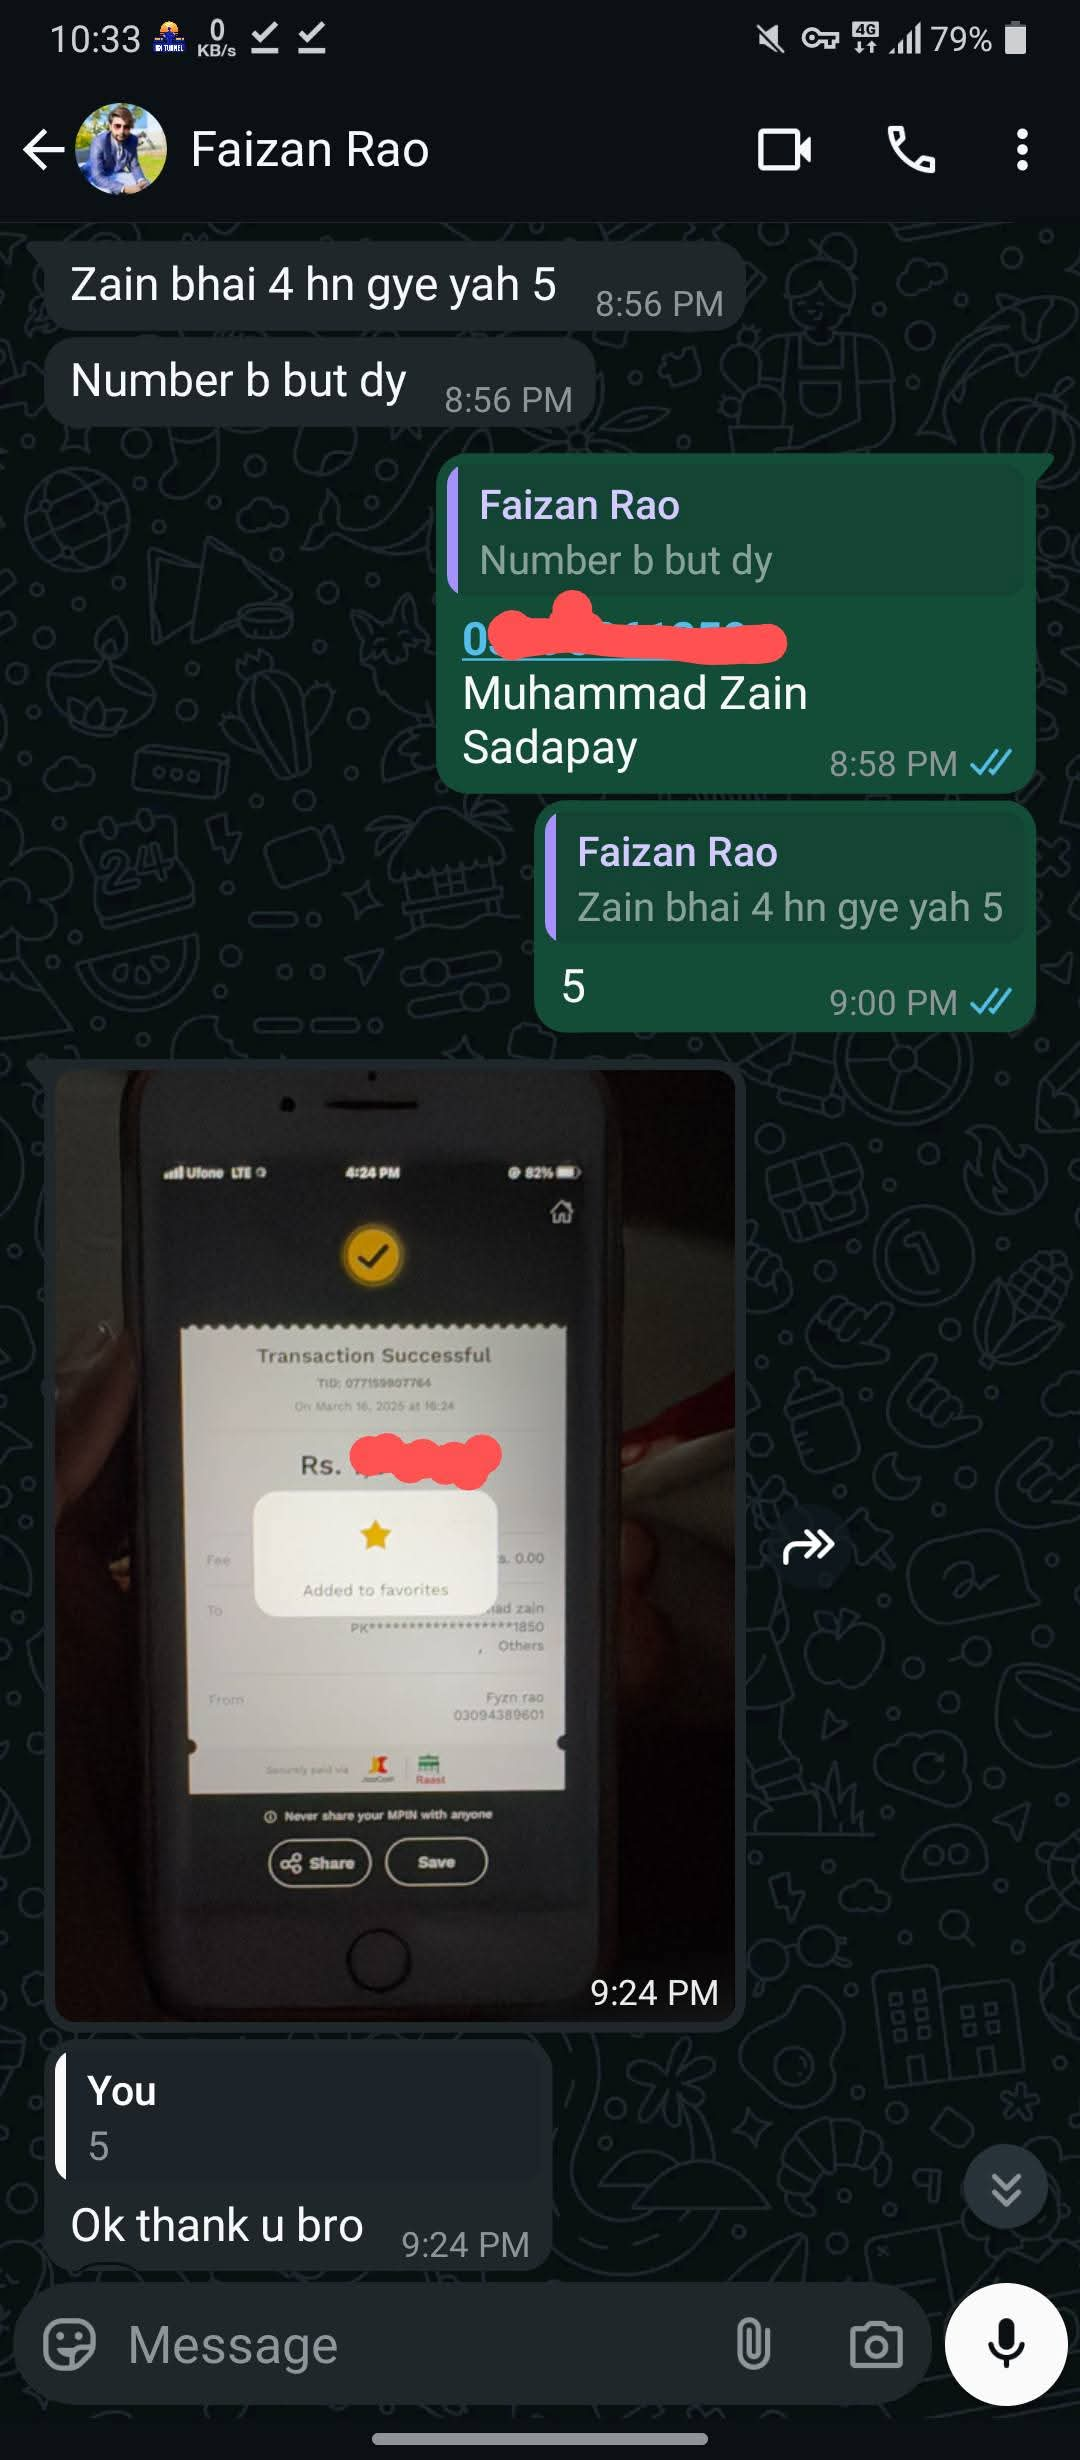 10:33
0
KB/s
4G
79%
Faizan Rao
Zain bhai 4 hn gye yah 5
8:56 PM
Number b but dy
8:56 PM
Faizan Rao
Number b but dy
Muhammad Zain
Sadapay
8:58 PM
Faizan Rao
Zain bhai 4 hn gye yah 5
5
9:00 PM
Ufone LTE
4:24 PM
82%
Transaction Successful
TID: 077159807764
On March 16, 2025 at 16:24
Rs.
Fee
s. 0.00
Added to favorites
To
ad zain
PK******************1850
, Others
From
Fyzn rao
03094389601
Securely paid via
JazzCash
Raast
Never share your MPIN with anyone
Share
Save
9:24 PM
You
5
Ok thank u bro
9:24 PM
Message